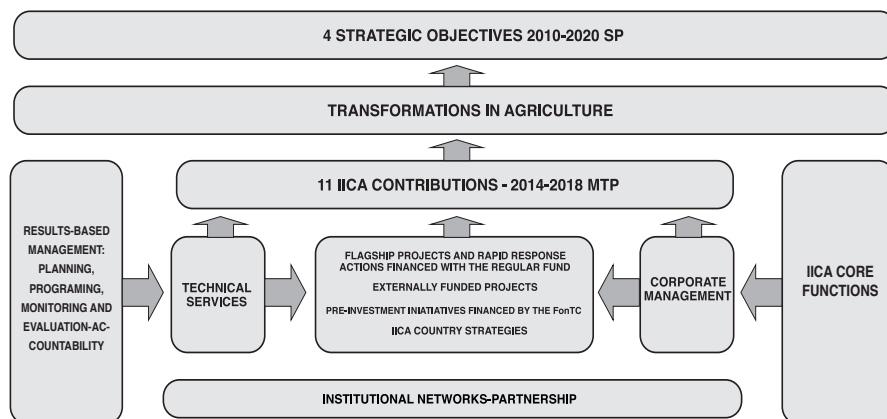 4 STRATEGIC OBJECTIVES 2010-2020 SP
TRANSFORMATIONS IN AGRICULTURE
11 IICA CONTRIBUTIONS - 2014-2018 MTP
RESULTS-BASED
MANAGEMENT:
PLANNING,
PROGRAMING,
MONITORING AND
EVALUATION-AC-
COUNTABILITY
TECHNICAL
SERVICES
FLAGSHIP PROJECTS AND RAPID RESPONSE
ACTIONS FINANCED WITH THE REGULAR FUND
EXTERNALLY FUNDED PROJECTS
PRE-INVESTMENT INIATIATIVES FINANCED BY THE FonTC
IICA COUNTRY STRATEGIES
CORPORATE
MANAGEMENT
IICA CORE
FUNCTIONS
INSTITUTIONAL NETWORKS-PARTNERSHIP